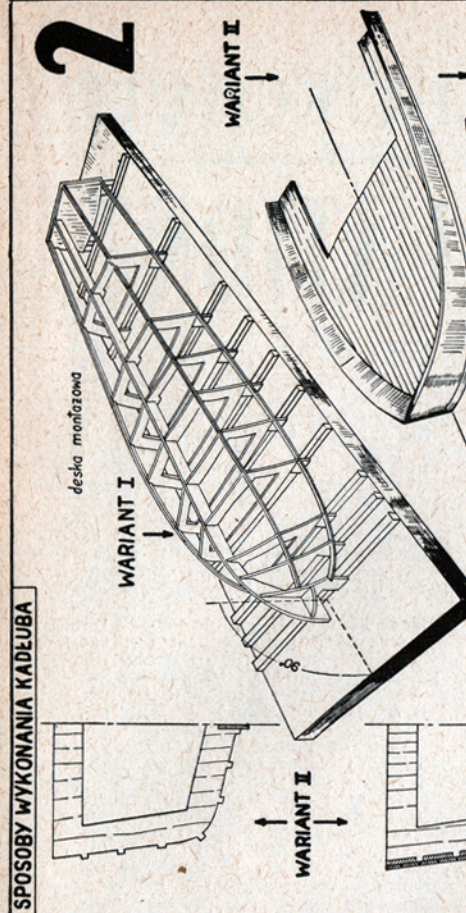 SPOSOBY WYKONANIA KADŁUBA
2
deska montażowa
WARIANT I
WARIANT II
90°
WARIANT II